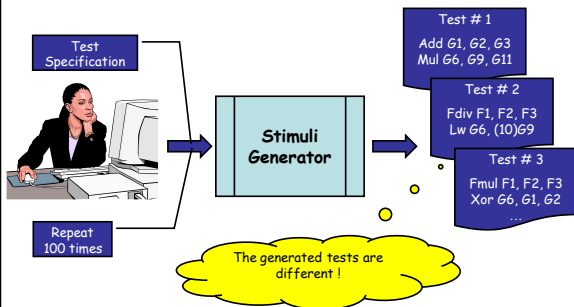 Test
Specification
Repeat
100 times
Stimuli
Generator
Test # 1
Add G1, G2, G3
Mul G6, G9, G11
Test # 2
Fdiv F1, F2, F3
Lw G6, (10)G9
Test # 3
Fmul F1, F2, F3
Xor G6, G1, G2
…
The generated tests are
different !